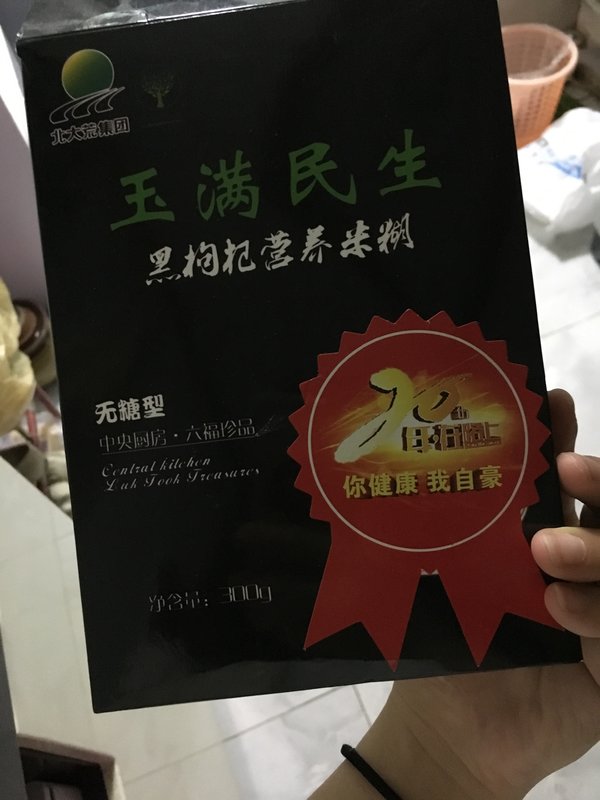 北大荒集团
玉满民生
黑枸杞营养米糊
无糖型
中央厨房·六福珍品
Central kitchen
Luk Fook Treasures
你健康 我自豪
净含量: 300g